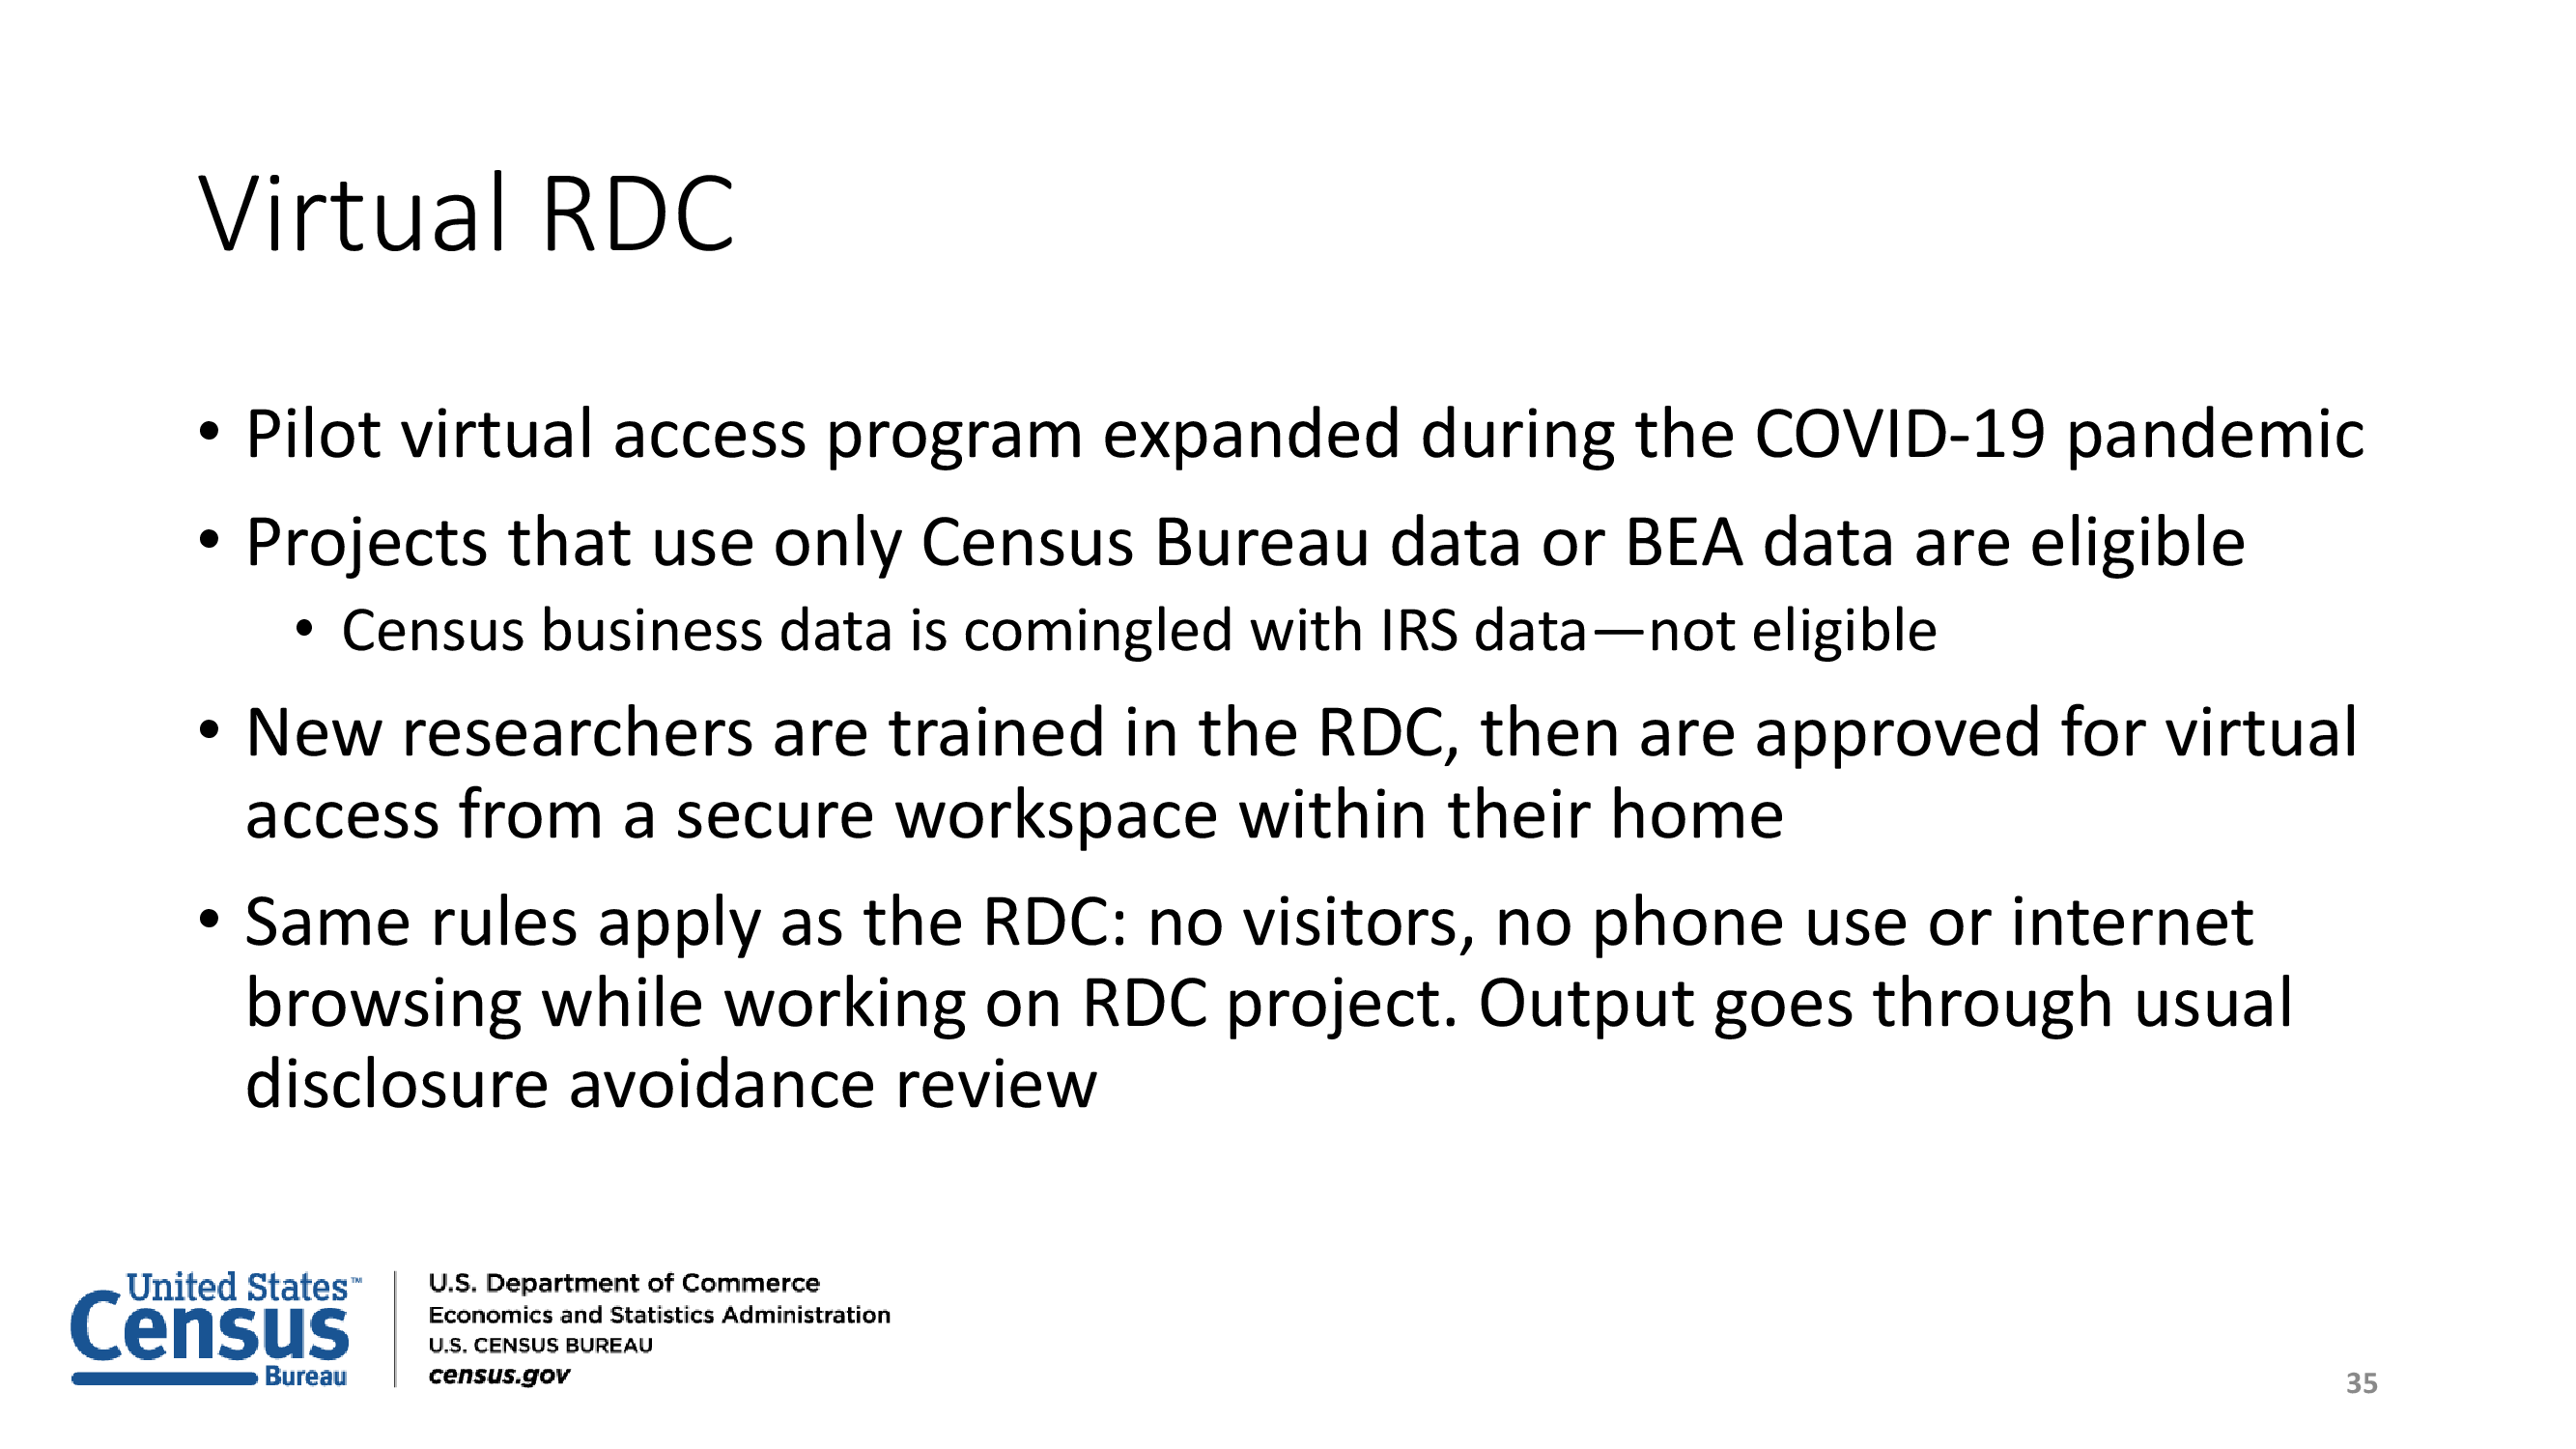 Virtual RDC
• Pilot virtual access program expanded during the COVID-19 pandemic
• Projects that use only Census Bureau data or BEA data are eligible
• Census business data is comingled with IRS data—not eligible
• New researchers are trained in the RDC, then are approved for virtual
access from a secure workspace within their home
• Same rules apply as the RDC: no visitors, no phone use or internet
browsing while working on RDC project. Output goes through usual
disclosure avoidance review
United States™
Census
Bureau
U.S. Department of Commerce
Economics and Statistics Administration
U.S. CENSUS BUREAU
census.gov
35